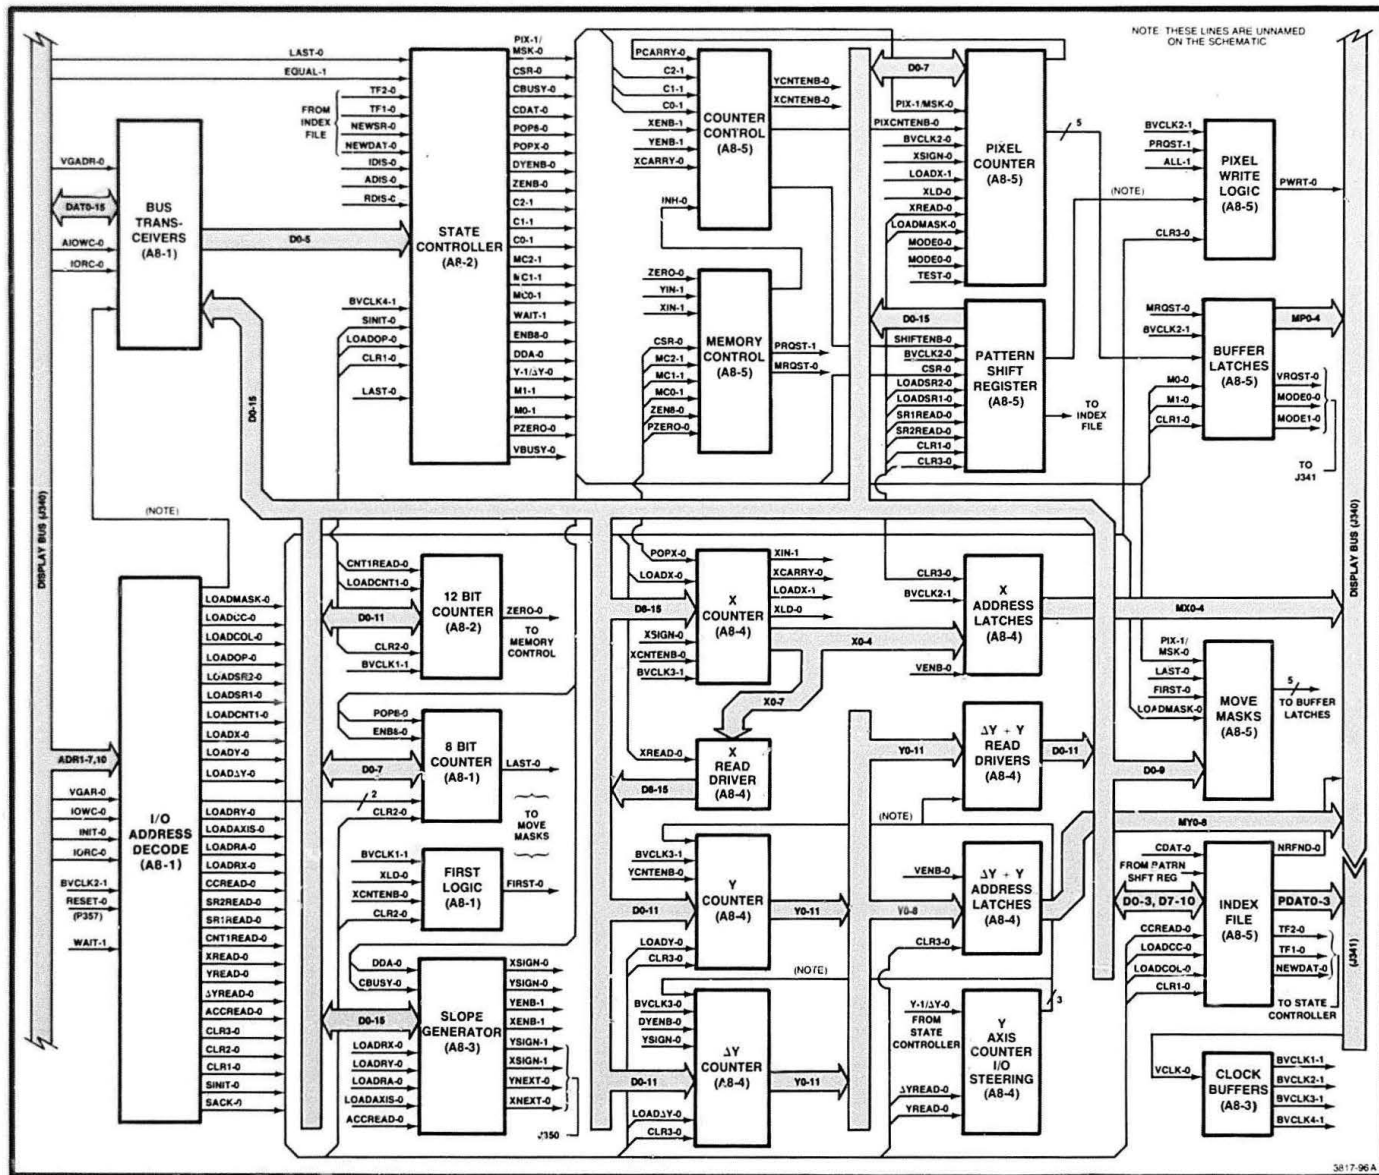 NOTE THESE LINES ARE UNNAMED
ON THE SCHEMATIC
DISPLAY BUS (J340)
LAST-0
EQUAL-1
FROM
INDEX
FILE
TF2-0
TF1-0
NEWSR-0
NEWDAT-0
IDIS-0
ADIS-0
RDIS-0
VGADR-0
DAT0-15
AIOWC-0
IORC-0
BUS
TRANS-
CEIVERS
(A8-1)
D0-5
BVCLK4-1
SINIT-0
LOADOP-0
CLR1-0
LAST-0
STATE
CONTROLLER
(A8-2)
PIX-1/
MSK-0
CSR-0
CBUSY-0
CDAT-0
POP8-0
POPX-0
DYENB-0
ZENB-0
C2-1
C1-1
C0-1
MC2-1
MC1-1
MC0-1
WAIT-1
ENB8-0
DDA-0
Y-1/ΔY-0
M1-1
M0-1
PZERO-0
VBUSY-0
PCARRY-0
C2-1
C1-1
C0-1
XENB-1
YENB-1
XCARRY-0
INH-0
COUNTER
CONTROL
(A8-5)
YCNTENB-0
XCNTENB-0
ZERO-0
YIN-1
XIN-1
CSR-0
MC2-1
MC1-1
MC0-1
ZEN8-0
PZERO-0
MEMORY
CONTROL
(A8-5)
PRQST-1
MRQST-0
D0-7
PIX-1/MSK-0
PIXCNTENB-0
BVCLK2-0
XSIGN-0
LOADX-1
XLD-0
XREAD-0
LOADMASK-0
MODE0-0
MODE0-0
TEST-0
PIXEL
COUNTER
(A8-5)
5
D0-15
SHIFTENB-0
BVCLK2-0
CSR-0
LOADSR2-0
LOADSR1-0
SR1READ-0
SR2READ-0
CLR1-0
CLR3-0
PATTERN
SHIFT
REGISTER
(A8-5)
TO
INDEX
FILE
BVCLK2-1
PRQST-1
ALL-1
(NOTE)
CLR3-0
PIXEL
WRITE
LOGIC
(A8-5)
PWRT-0
MRQST-0
BVCLK2-1
M0-0
M1-0
CLR1-0
BUFFER
LATCHES
(A8-5)
MP0-4
VRQST-0
MODE0-0
MODE1-0
TO
J341
DISPLAY BUS (J340)
D0-15
(NOTE)
ADR1-7,10
VGAR-0
IOWC-0
INIT-0
IORC-0
BVCLK2-1
RESET-0
(P357)
WAIT-1
I/O
ADDRESS
DECODE
(A8-1)
LOADMASK-0
LOADCC-0
LOADCOL-0
LOADOP-0
LOADSR2-0
LOADSR1-0
LOADCNT1-0
LOADX-0
LOADY-0
LOADΔY-0
LOADRY-0
LOADAXIS-0
LOADRA-0
LOADRX-0
CCREAD-0
SR2READ-0
SR1READ-0
CNT1READ-0
XREAD-0
YREAD-0
ΔYREAD-0
ACCREAD-0
CLR3-0
CLR2-0
CLR1-0
SINIT-0
SACK-0
CNT1READ-0
LOADCNT1-0
D0-11
CLR2-0
BVCLK1-1
12 BIT
COUNTER
(A8-2)
ZERO-0
TO
MEMORY
CONTROL
POP8-0
ENB8-0
D0-7
2
CLR2-0
8 BIT
COUNTER
(A8-1)
LAST-0
TO
MOVE
MASKS
BVCLK1-1
XLD-0
XCNTENB-0
CLR2-0
FIRST
LOGIC
(A8-1)
FIRST-0
DDA-0
CBUSY-0
D0-15
LOADRX-0
LOADRY-0
LOADRA-0
LOADAXIS-0
ACCREAD-0
SLOPE
GENERATOR
(A8-3)
XSIGN-0
YSIGN-0
YENB-1
XENB-1
YSIGN-1
XSIGN-1
YNEXT-0
XNEXT-0
J350
POPX-0
LOADX-0
D8-15
XSIGN-0
XCNTENB-0
BVCLK3-1
X
COUNTER
(A8-4)
XIN-1
XCARRY-0
LOADX-1
XLD-0
X0-4
X0-7
XREAD-0
D8-15
X
READ
DRIVER
(A8-4)
CLR3-0
BVCLK2-1
VENB-0
X
ADDRESS
LATCHES
(A8-4)
MX0-4
Y0-11
ΔY + Y
READ
DRIVERS
(A8-4)
D0-11
(NOTE)
BVCLK3-1
YCNTENB-0
D0-11
LOADY-0
CLR3-0
Y
COUNTER
(A8-4)
Y0-11
VENB-0
Y0-8
CLR3-0
ΔY + Y
ADDRESS
LATCHES
(A8-4)
MY0-8
(NOTE)
BVCLK3-0
DYENB-0
YSIGN-0
D0-11
LOADΔY-0
CLR3-0
ΔY
COUNTER
(A8-4)
Y0-11
Y-1/ΔY-0
FROM
STATE
CONTROLLER
ΔYREAD-0
YREAD-0
Y
AXIS
COUNTER
I/O
STEERING
(A8-4)
3
PIX-1/
MSK-0
LAST-0
FIRST-0
LOADMASK-0
D0-9
MOVE
MASKS
(A8-5)
5
TO BUFFER
LATCHES
CDAT-0
FROM PATRN
SHFT REG
D0-3, D7-10
CCREAD-0
LOADCC-0
LOADCOL-0
CLR1-0
INDEX
FILE
(A8-5)
NRFND-0
PDAT0-3
TF2-0
TF1-0
NEWDAT-0
TO STATE
CONTROLLER
(J341)
VCLK-0
CLOCK
BUFFERS
(A8-3)
BVCLK1-1
BVCLK2-1
BVCLK3-1
BVCLK4-1
3817-96A